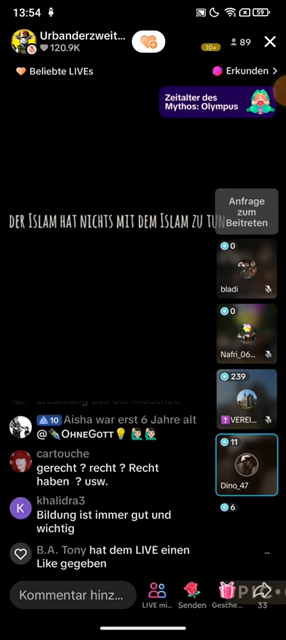 13:54
59
Urbanderzweit...
120.9K
10+
89
Beliebte LIVEs
Erkunden >
Zeitalter des
Mythos: Olympus
Anfrage
zum
Beitreten
DER ISLAM HAT NICHTS MIT DEM ISLAM ZU TUN
0
bladi
0
Nafri_06...
239
VEREI...
11
Dino_47
6
10 Aisha war erst 6 Jahre alt
@ OHNEGOTT
cartouche
gerecht ? recht ? Recht
haben ? usw.
K
khalidra3
Bildung ist immer gut und
wichtig
B.A. Tony hat dem LIVE einen
Like gegeben
...
Kommentar hinz...
LIVE mi...
Senden
Gesche...
33